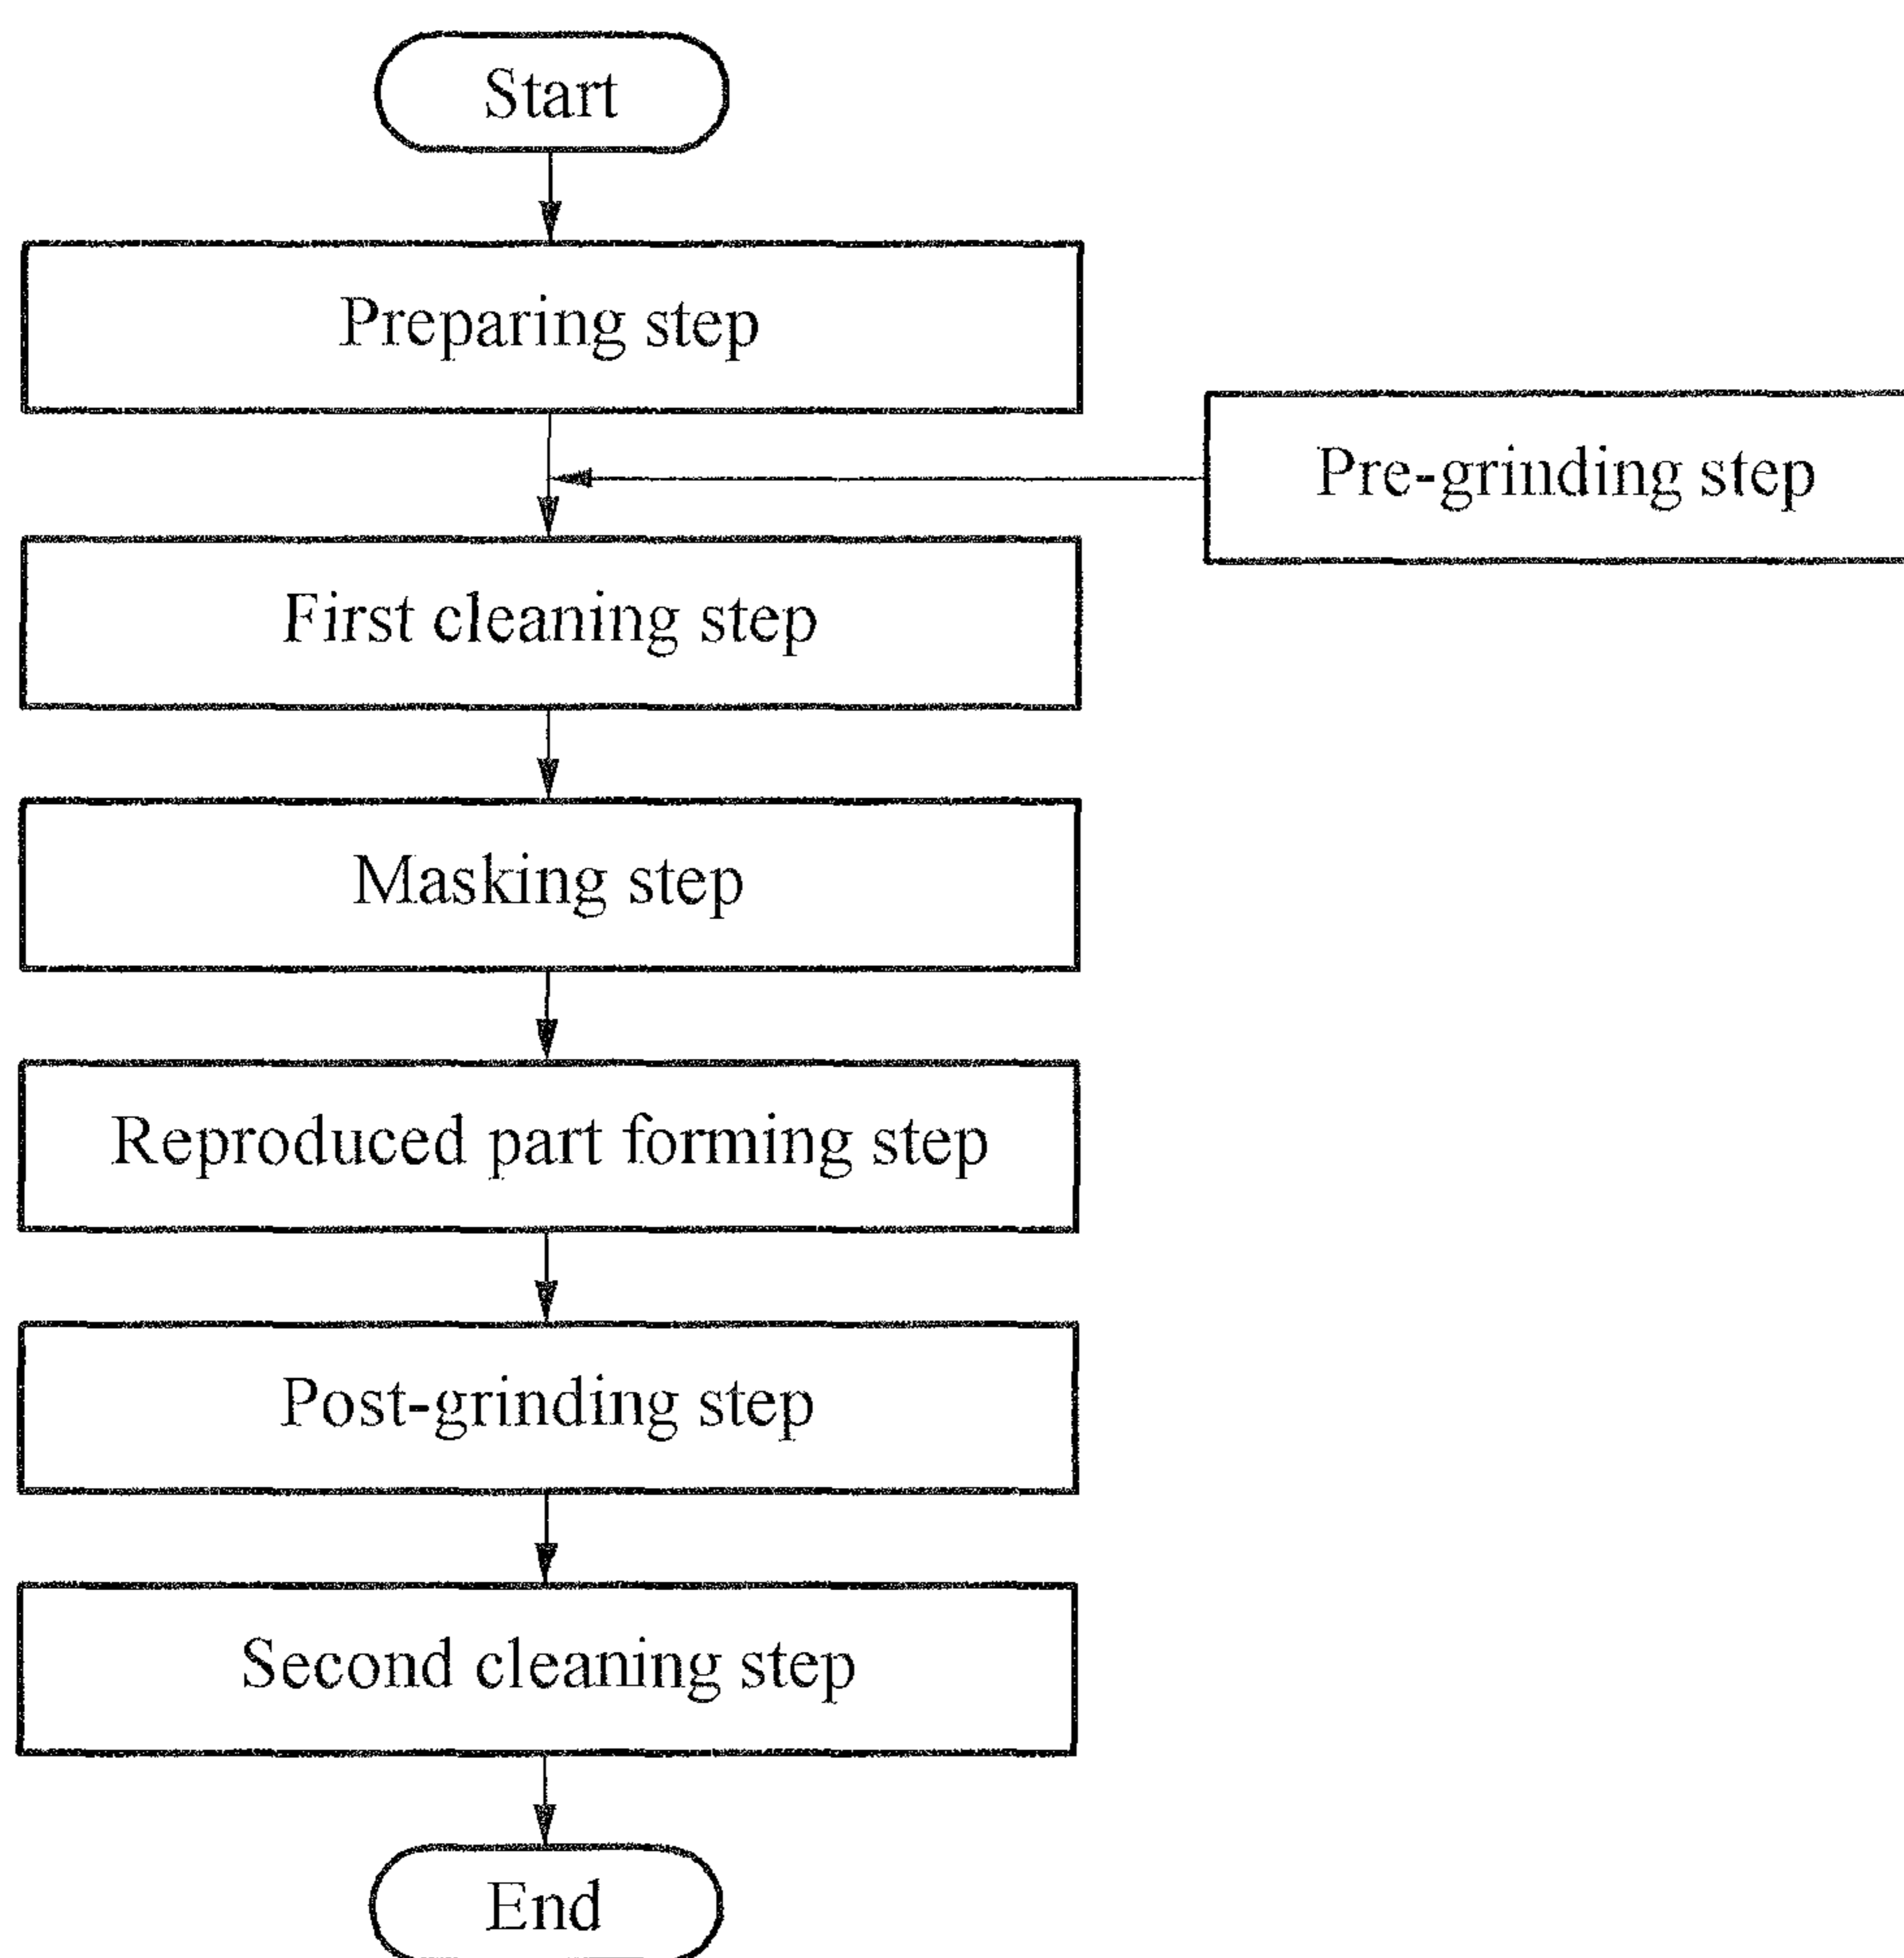 Start
Preparing step
Pre-grinding step
First cleaning step
Masking step
Reproduced part forming step
Post-grinding step
Second cleaning step
End